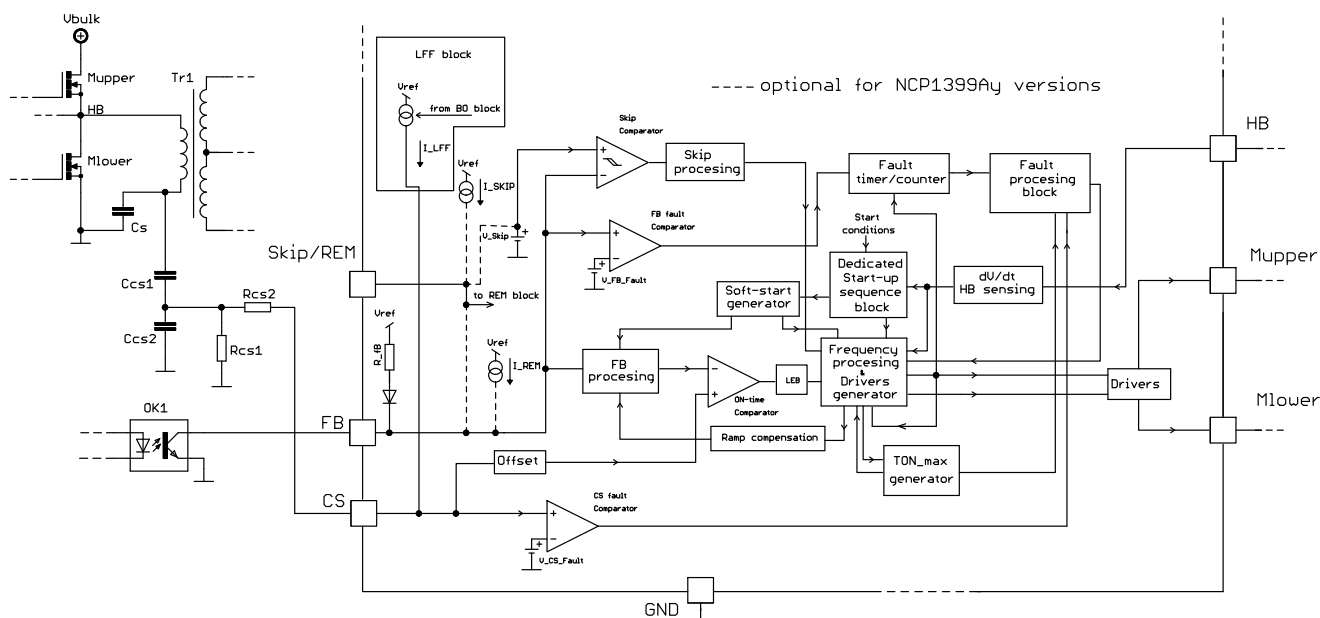 Vbulk
Mupper
Tr1
HB
Mlower
Cs
Ccs1
Ccs2
Rcs2
Rcs1
OK1
LFF block
Vref
from BO block
I_LFF
Vref
I_SKIP
---- optional for NCP1399Ay versions
Skip
Comparator
Skip
procesing
V_Skip
FB fault
Comparator
V_FB_Fault
Fault
timer/counter
Fault
procesing
block
HB
Start
conditions
Skip/REM
to REM block
Dedicated
Start-up
sequence
block
dV/dt
HB sensing
Mupper
Soft-start
generator
Vref
R_fB
Vref
I_REM
FB
procesing
ON-time
Comparator
LEB
Frequency
procesing
&
Drivers
generator
Drivers
Mlower
FB
Ramp compensation
Offset
TON_max
generator
CS
CS fault
Comparator
V_CS_Fault
GND